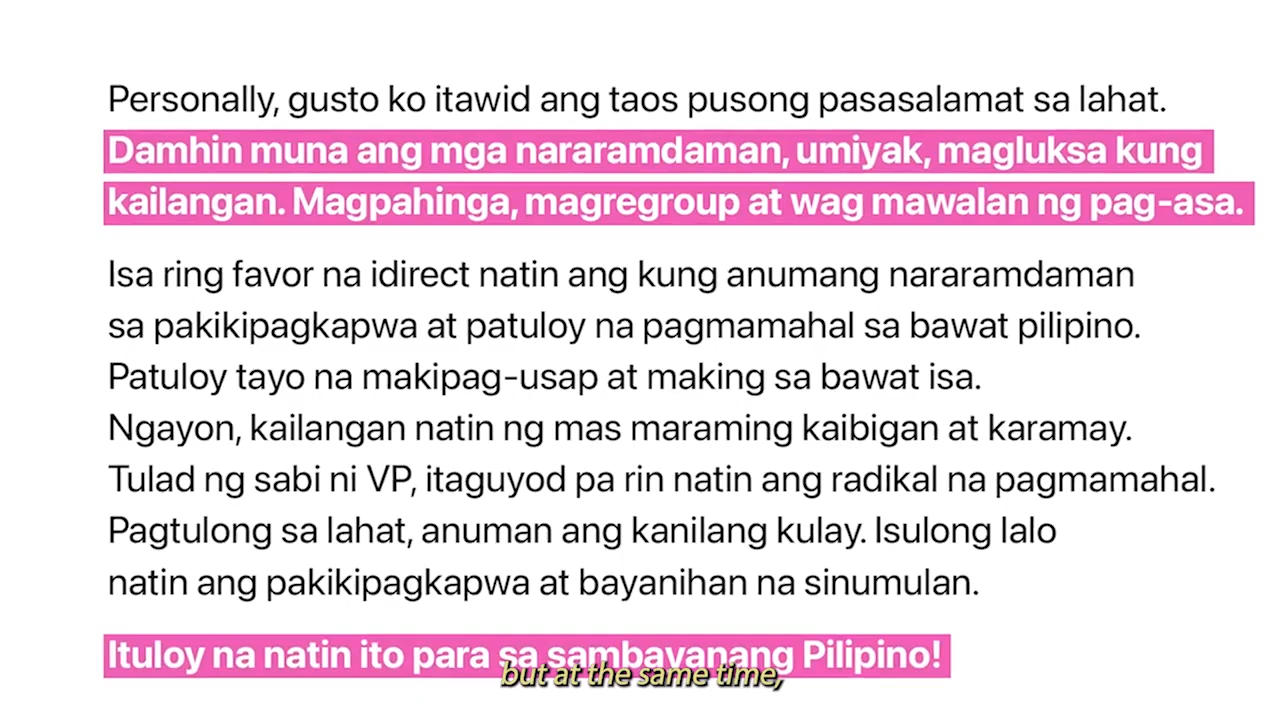 Personally, gusto ko itawid ang taos pusong pasasalamat sa lahat.
Damhin muna ang mga nararamdaman, umiyak, magluksa kung
kailangan. Magpahinga, magregroup at wag mawalan ng pag-asa.
Isa ring favor na idirect natin ang kung anumang nararamdaman
sa pakikipagkapwa at patuloy na pagmamahal sa bawat pilipino.
Patuloy tayo na makipag-usap at making sa bawat isa.
Ngayon, kailangan natin ng mas maraming kaibigan at karamay.
Tulad ng sabi ni VP, itaguyod pa rin natin ang radikal na pagmamahal.
Pagtulong sa lahat, anuman ang kanilang kulay. Isulong lalo
natin ang pakikipagkapwa at bayanihan na sinumulan.
Ituloy na natin ito para sa sambayanang Pilipino!
but at the same time,